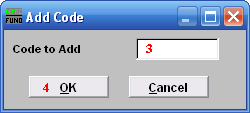 FUND
Add Code
Code to Add 3
4 OK Cancel